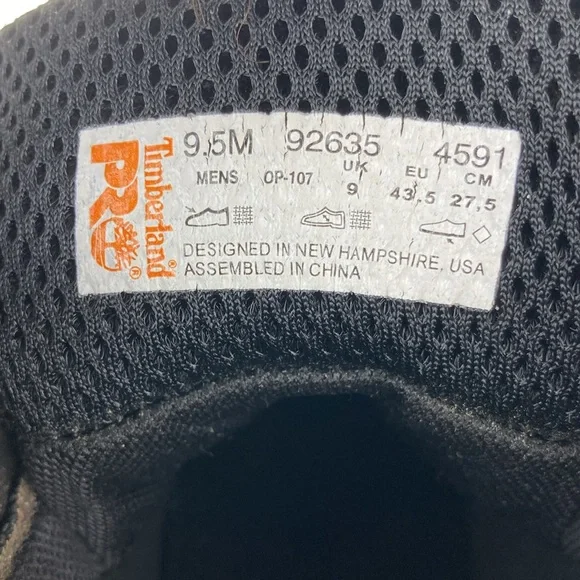 Timberland®
PRO®
9,5M 92635 4591
UK EU CM
MENS OP-107 9 43,5 27,5
DESIGNED IN NEW HAMPSHIRE, USA
ASSEMBLED IN CHINA